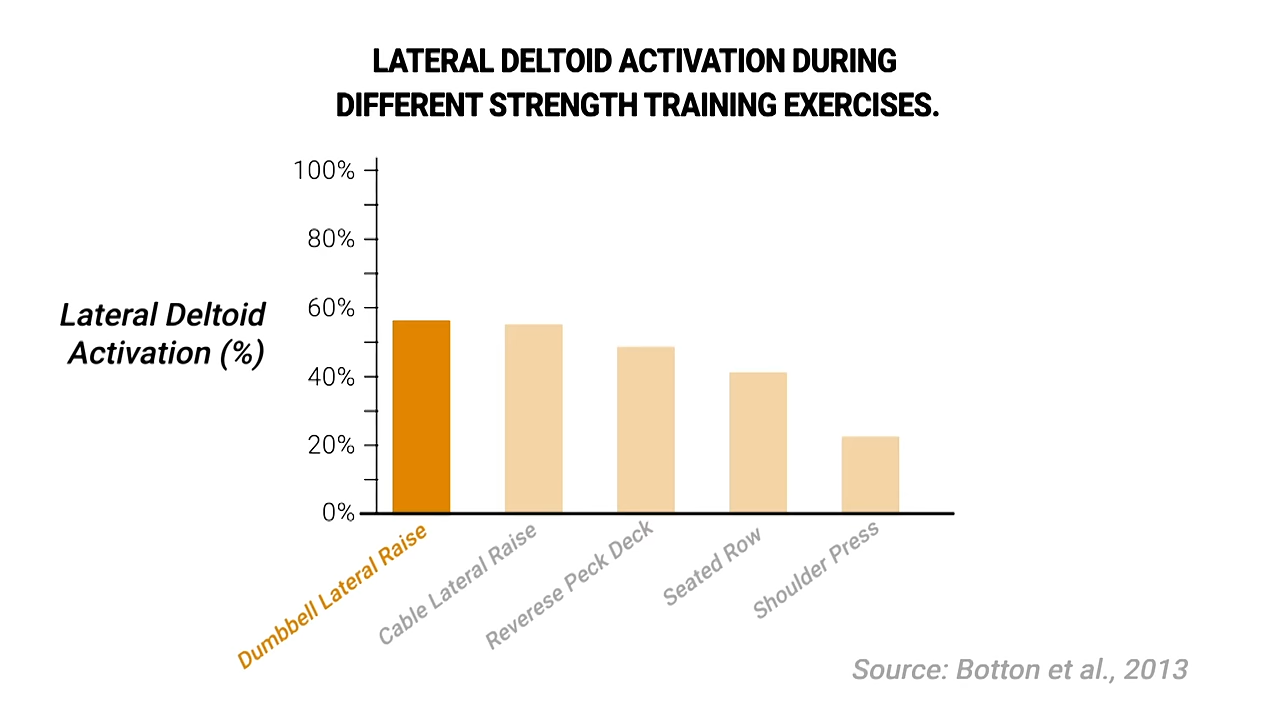 LATERAL DELTOID ACTIVATION DURING
DIFFERENT STRENGTH TRAINING EXERCISES.
100%
80%
60%
40%
20%
0%
Lateral Deltoid
Activation (%)
Dumbbell Lateral Raise
Cable Lateral Raise
Reverese Peck Deck
Seated Row
Shoulder Press
Source: Botton et al., 2013